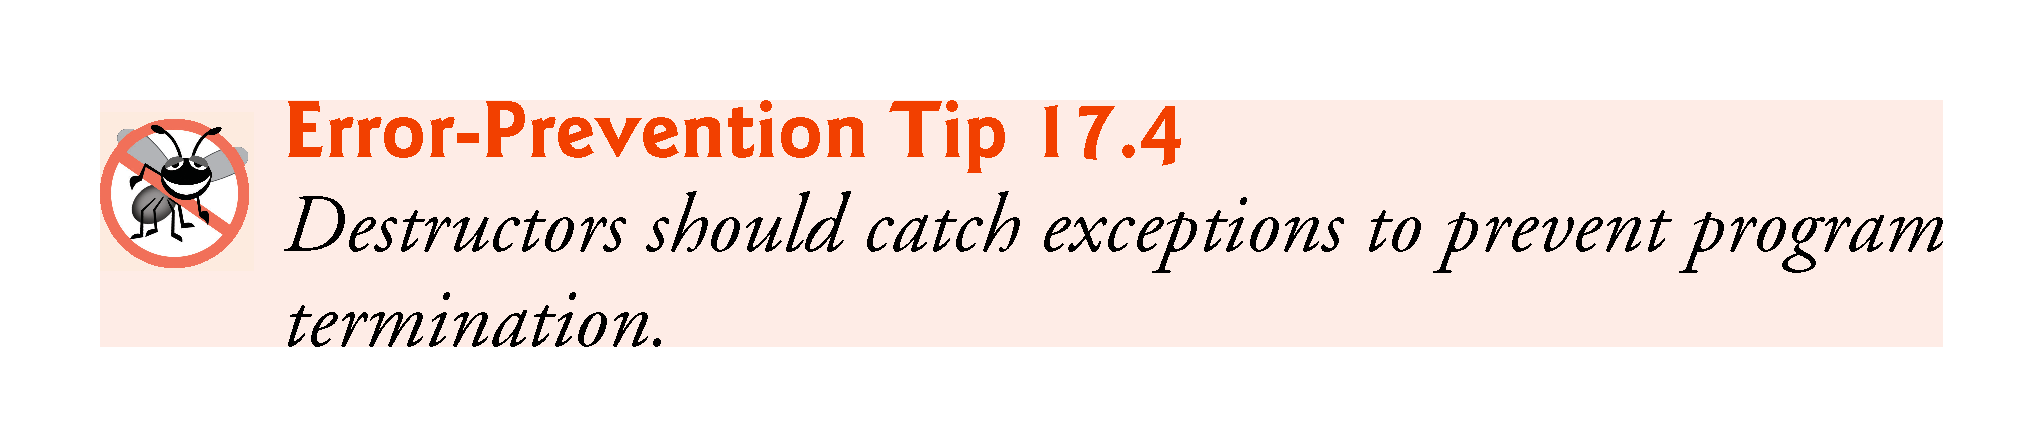 Error-Prevention Tip 17.4
Destructors should catch exceptions to prevent program
termination.